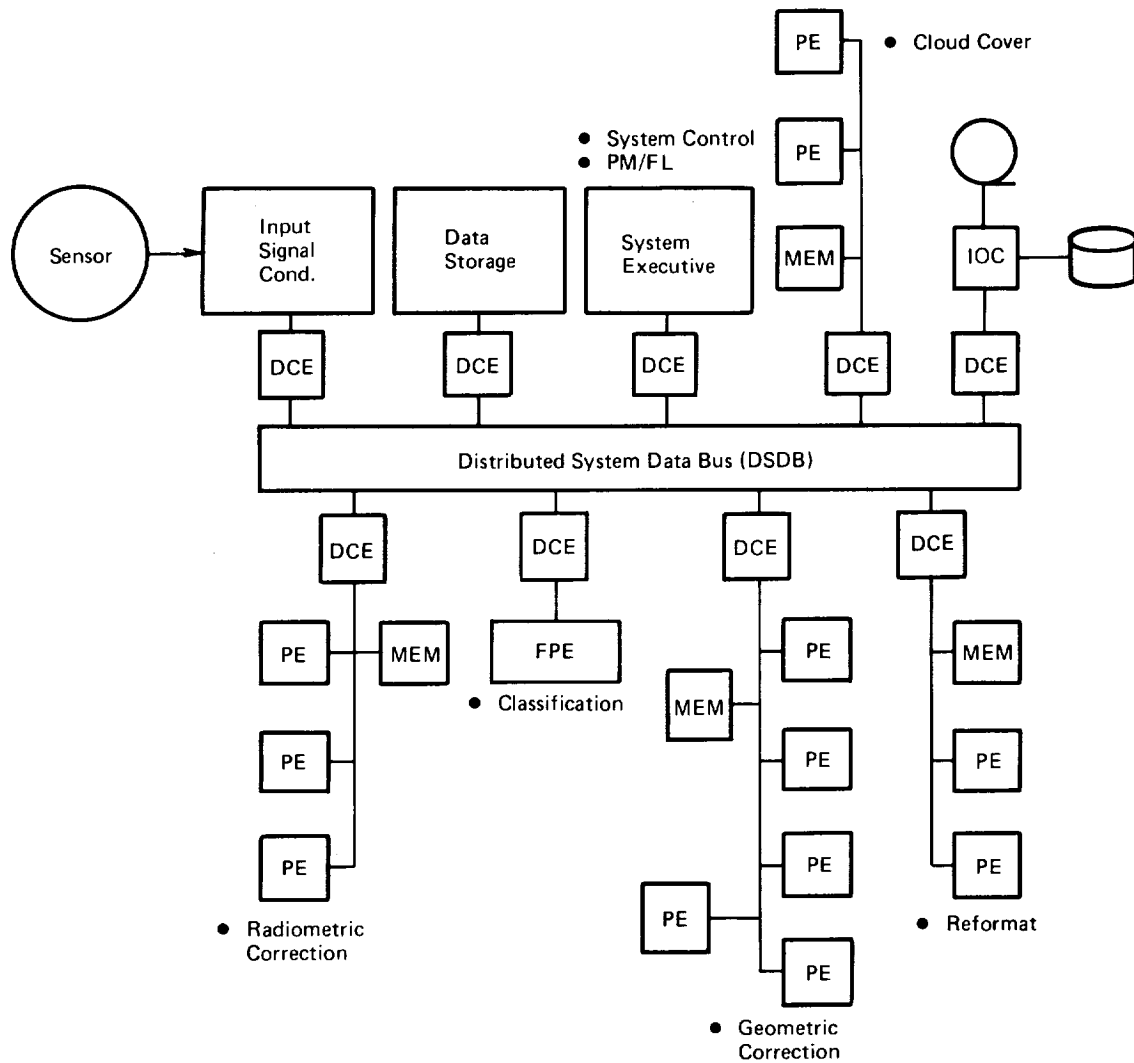 PE
● Cloud Cover
● System Control
● PM/FL
PE
Sensor
Input
Signal
Cond.
Data
Storage
System
Executive
MEM
IOC
DCE
DCE
DCE
DCE
DCE
Distributed System Data Bus (DSDB)
DCE
DCE
DCE
DCE
PE
MEM
PE
PE
● Radiometric
Correction
FPE
● Classification
PE
MEM
PE
PE
PE
PE
● Geometric
Correction
MEM
PE
PE
● Reformat